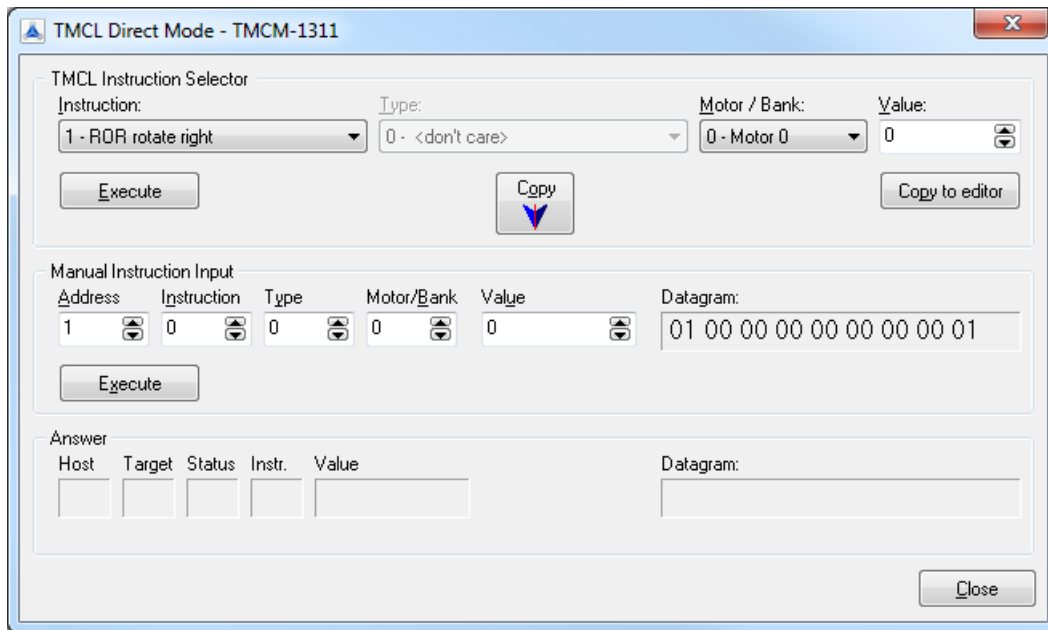 TMCL Direct Mode - TMCM-1311
x
TMCL Instruction Selector
Instruction: Type: Motor / Bank: Value:
1 - ROR rotate right 0 - <don't care> 0 - Motor 0 0
Execute Copy Copy to editor
Manual Instruction Input
Address Instruction Type Motor/Bank Value Datagram:
1 0 0 0 0 01 00 00 00 00 00 00 00 01
Execute
Answer
Host Target Status Instr. Value Datagram:
Close